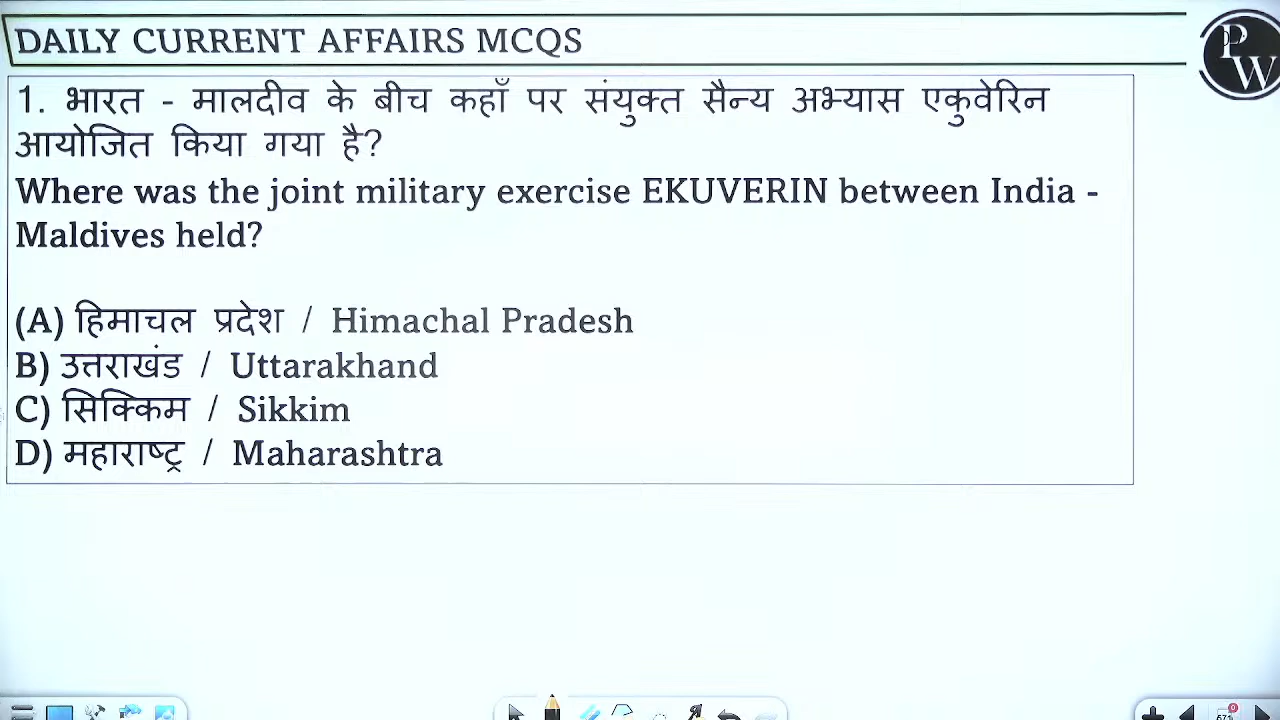 DAILY CURRENT AFFAIRS MCQS
PW
1. भारत - मालदीव के बीच कहाँ पर संयुक्त सैन्य अभ्यास एकुवेरिन
आयोजित किया गया है?
Where was the joint military exercise EKUVERIN between India -
Maldives held?
(A) हिमाचल प्रदेश / Himachal Pradesh
B) उत्तराखंड / Uttarakhand
C) सिक्किम / Sikkim
D) महाराष्ट्र / Maharashtra